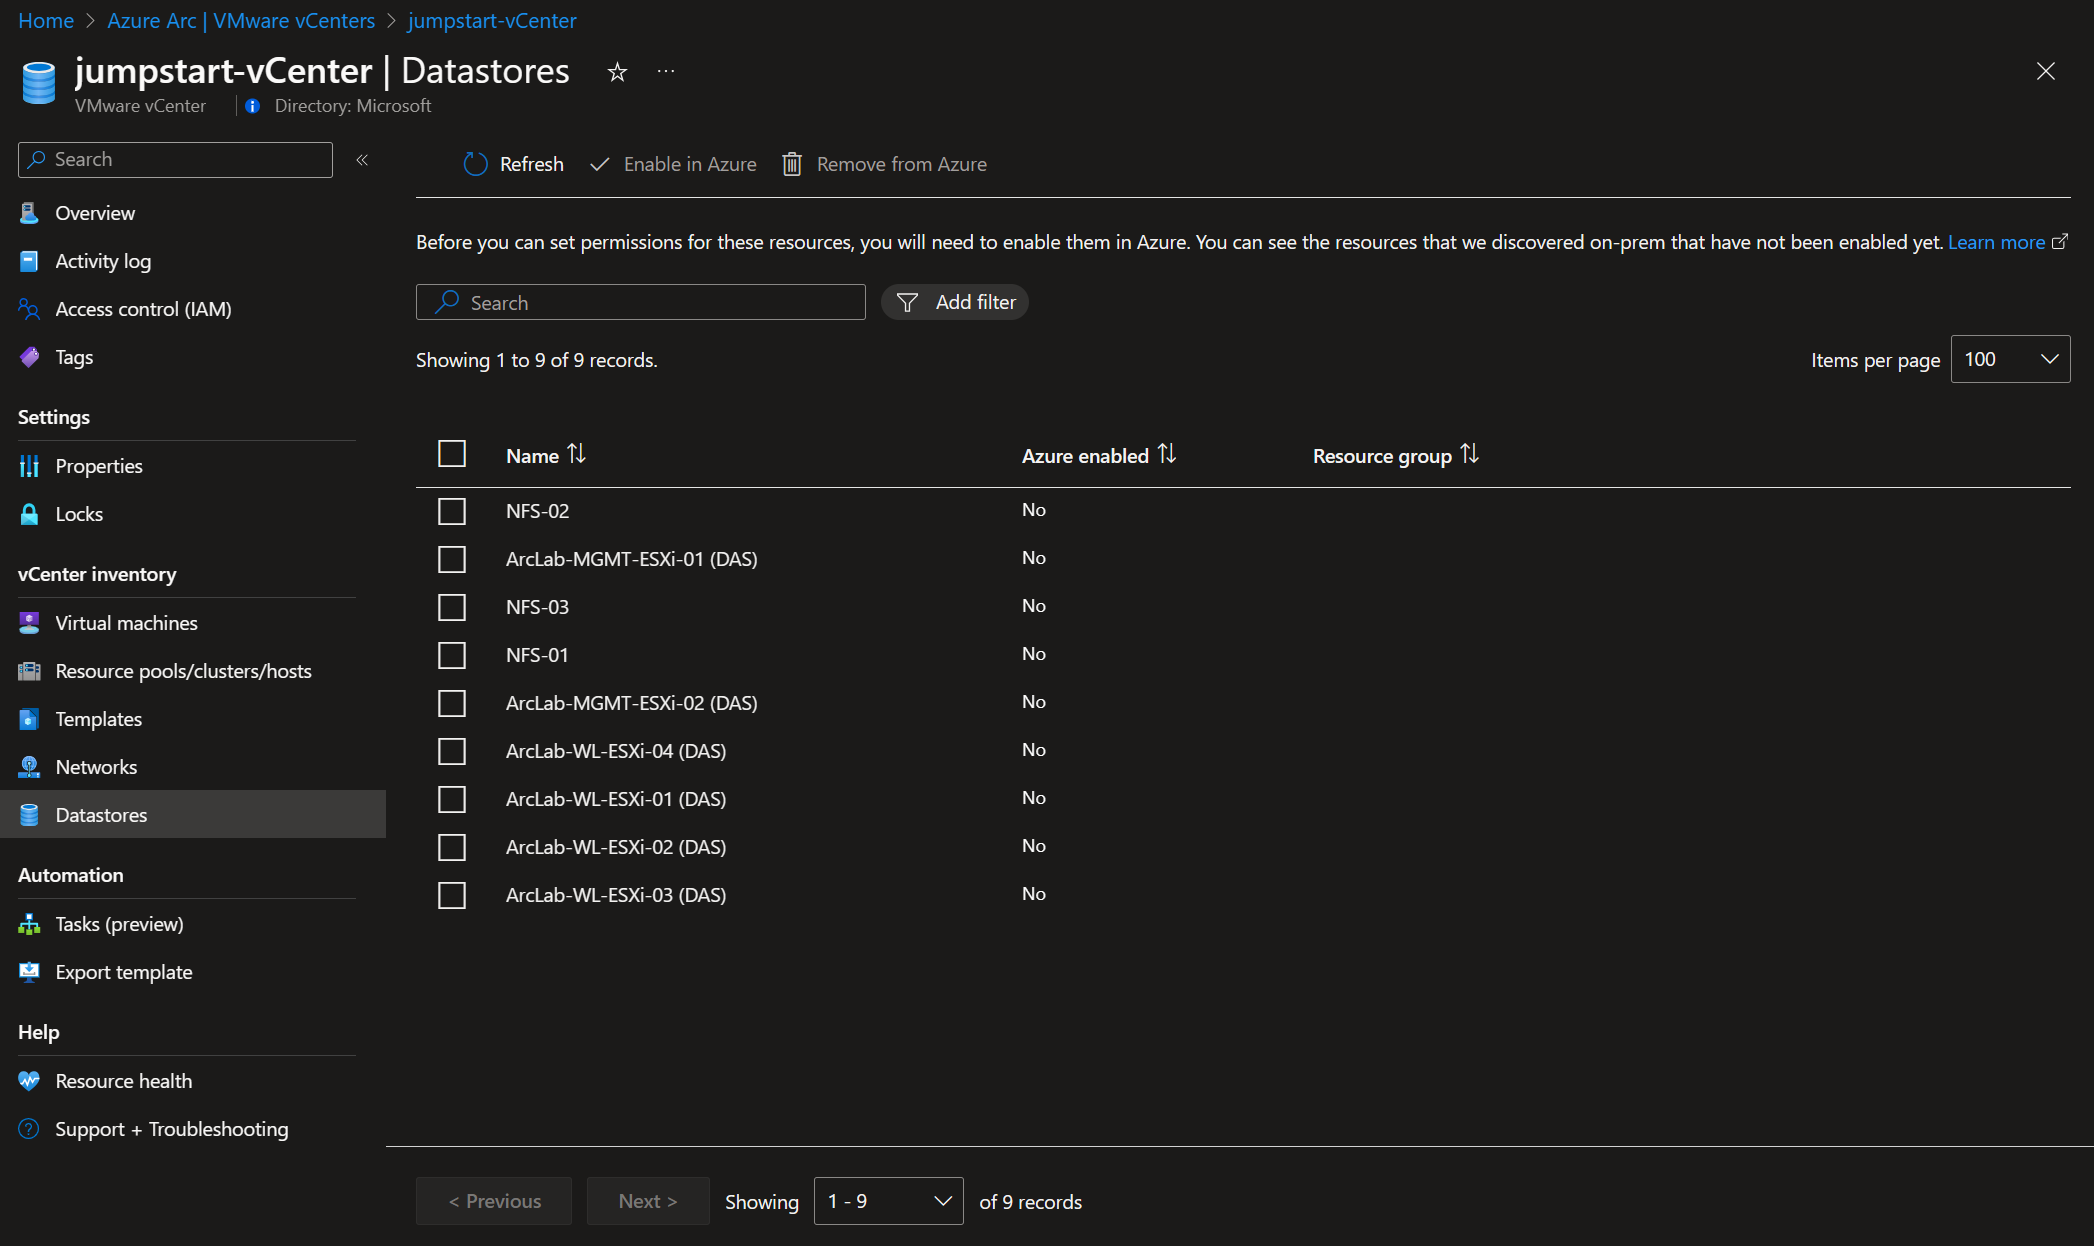 Home > Azure Arc | VMware vCenters > jumpstart-vCenter
jumpstart-vCenter | Datastores
VMware vCenter | Directory: Microsoft
Search
Overview
Activity log
Access control (IAM)
Tags
Settings
Properties
Locks
vCenter inventory
Virtual machines
Resource pools/clusters/hosts
Templates
Networks
Datastores
Automation
Tasks (preview)
Export template
Help
Resource health
Support + Troubleshooting
Refresh Enable in Azure Remove from Azure
Before you can set permissions for these resources, you will need to enable them in Azure. You can see the resources that we discovered on-prem that have not been enabled yet. Learn more
Search Add filter
Showing 1 to 9 of 9 records. Items per page 100
Name Azure enabled Resource group
NFS-02 No
ArcLab-MGMT-ESXi-01 (DAS) No
NFS-03 No
NFS-01 No
ArcLab-MGMT-ESXi-02 (DAS) No
ArcLab-WL-ESXi-04 (DAS) No
ArcLab-WL-ESXi-01 (DAS) No
ArcLab-WL-ESXi-02 (DAS) No
ArcLab-WL-ESXi-03 (DAS) No
< Previous Next > Showing 1 - 9 of 9 records